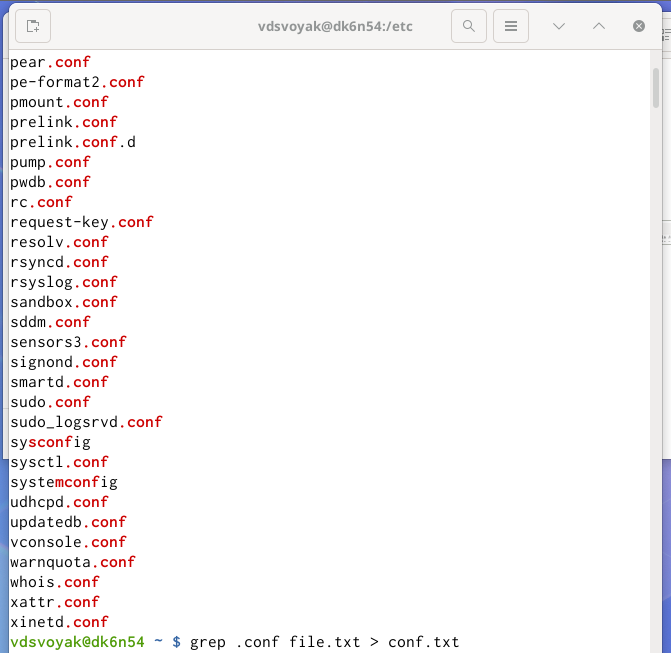 vdsvoyak@dk6n54:/etc
pear.conf
pe-format2.conf
pmount.conf
prelink.conf
prelink.conf.d
pump.conf
pwdb.conf
rc.conf
request-key.conf
resolv.conf
rsyncd.conf
rsyslog.conf
sandbox.conf
sddm.conf
sensors3.conf
signond.conf
smartd.conf
sudo.conf
sudo_logsrvd.conf
sysconfig
sysctl.conf
systemconfig
udhcpd.conf
updatedb.conf
vconsole.conf
warnquota.conf
whois.conf
xattr.conf
xinetd.conf
vdsvoyak@dk6n54 ~ $ grep .conf file.txt > conf.txt